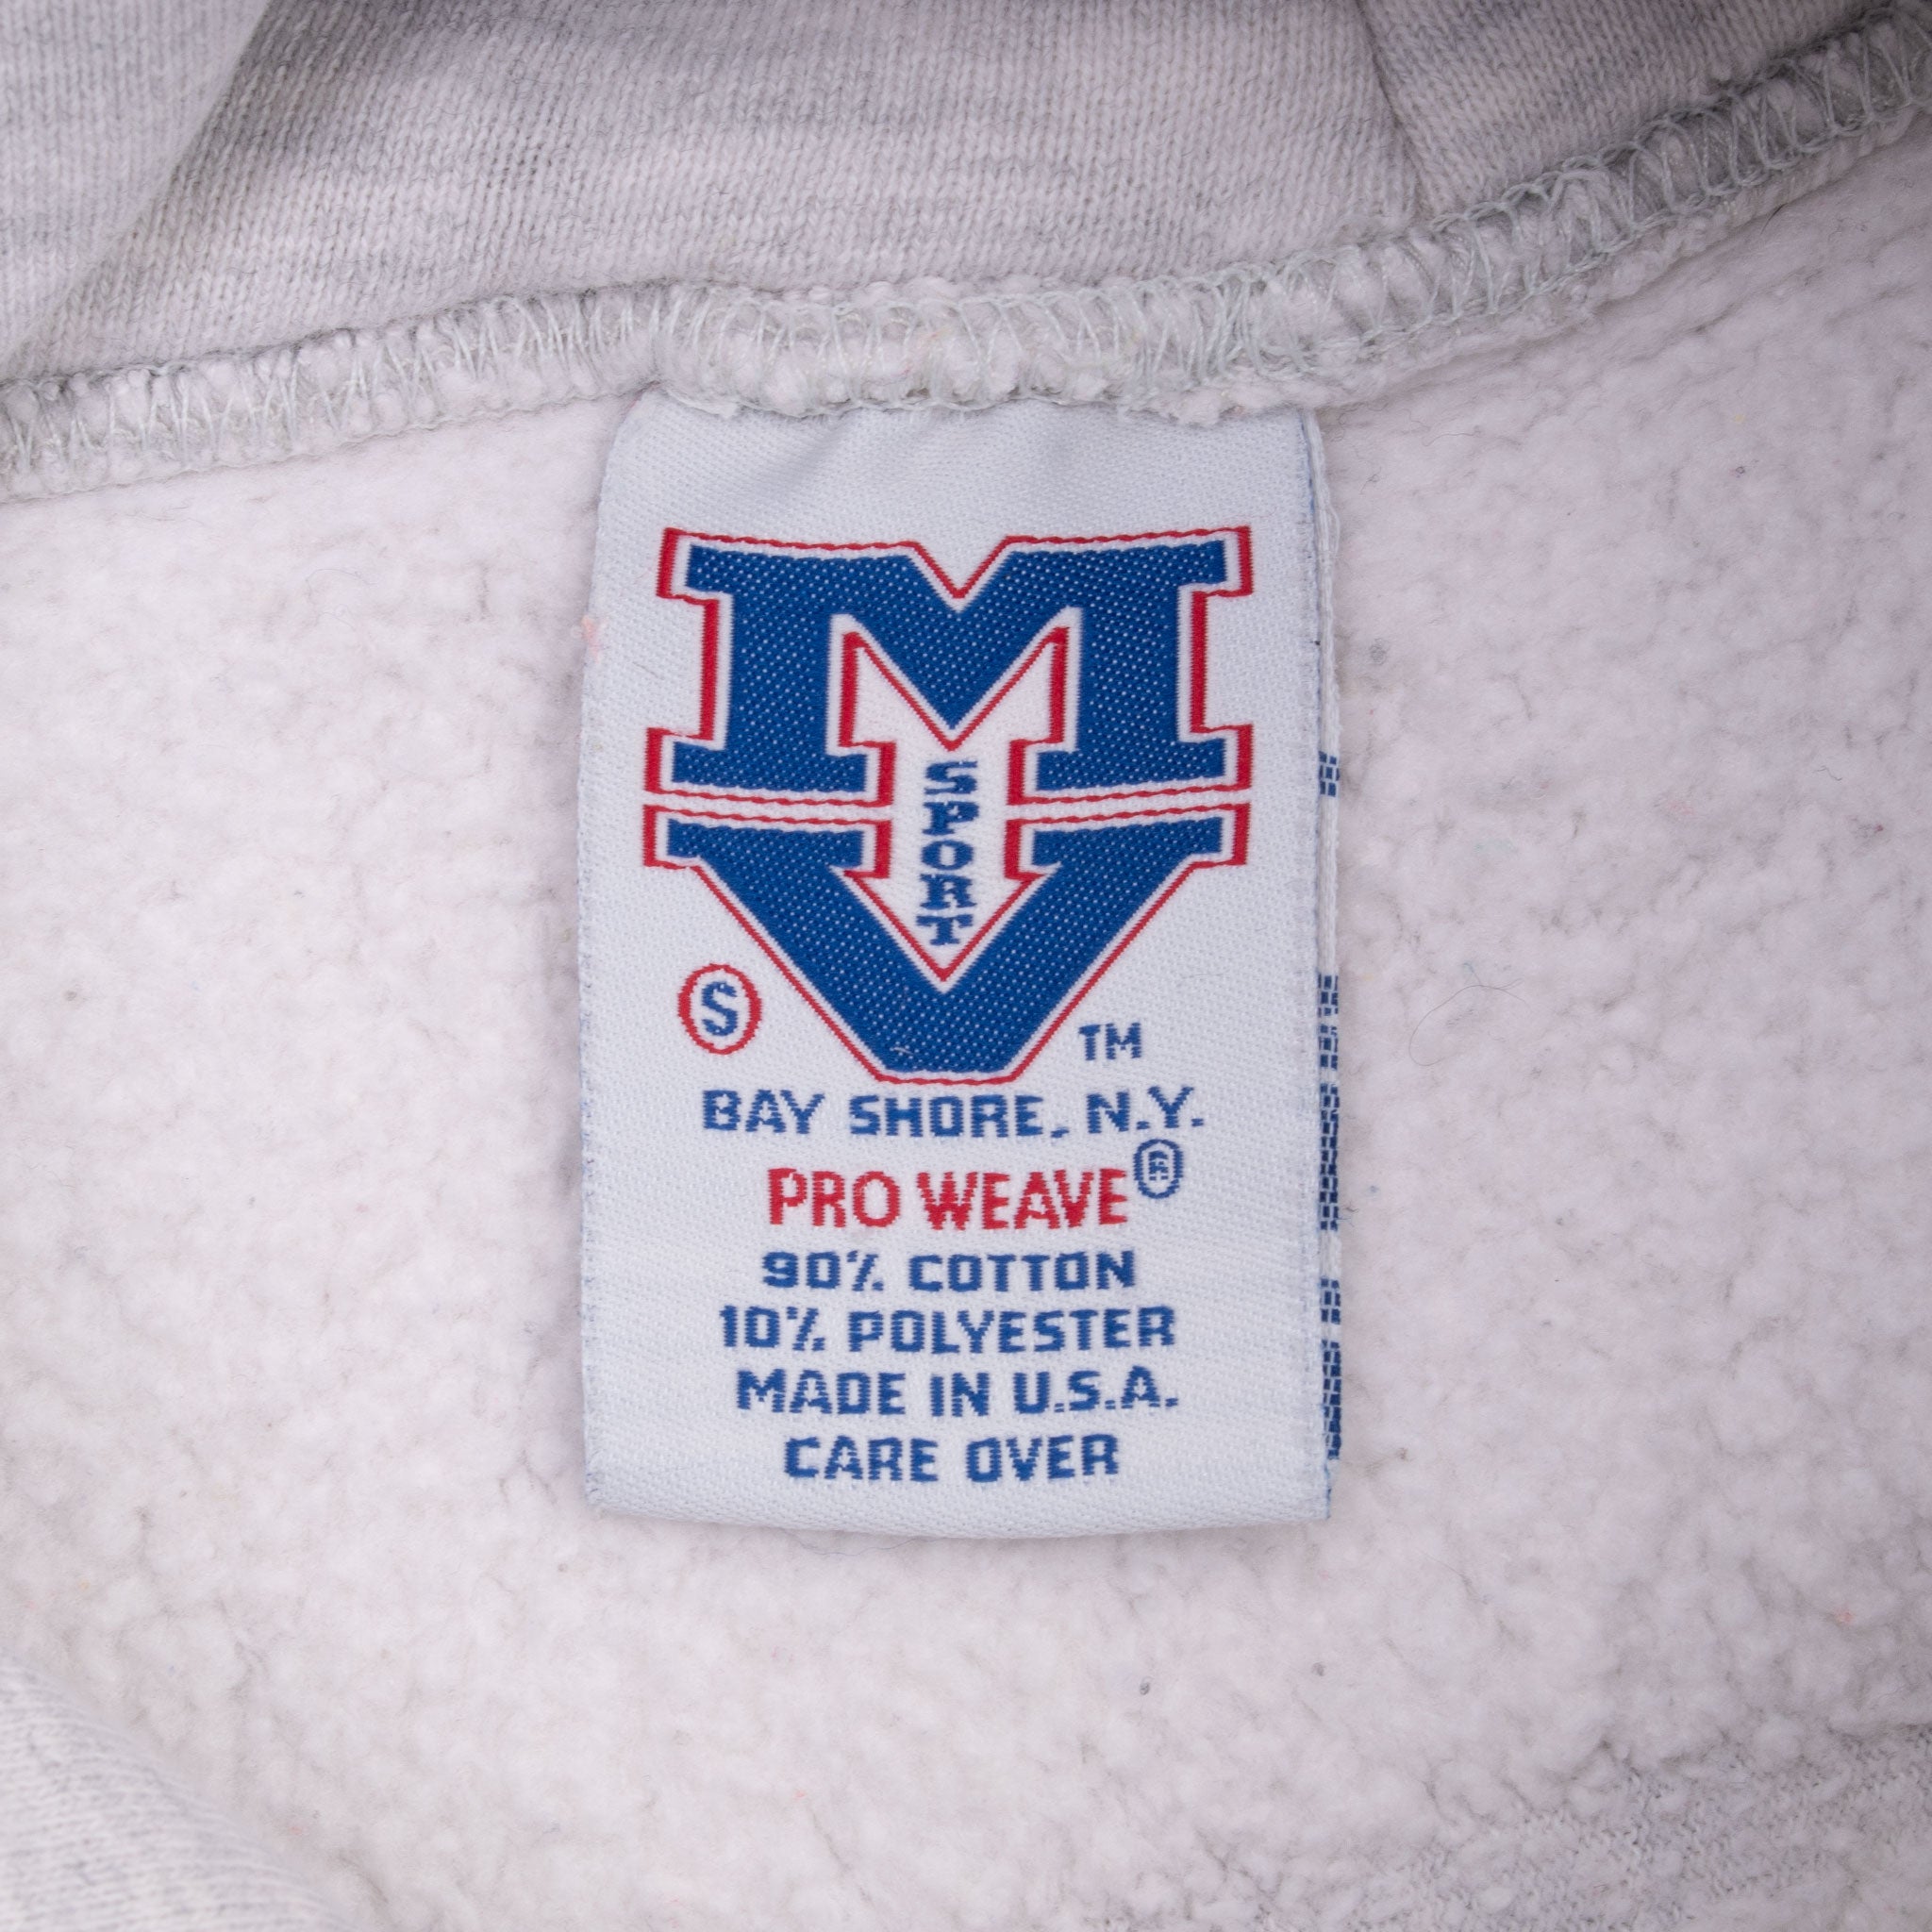 MV
SPORT
S
TM
BAY SHORE, N.Y.
PRO WEAVE®
90% COTTON
10% POLYESTER
MADE IN U.S.A.
CARE OVER